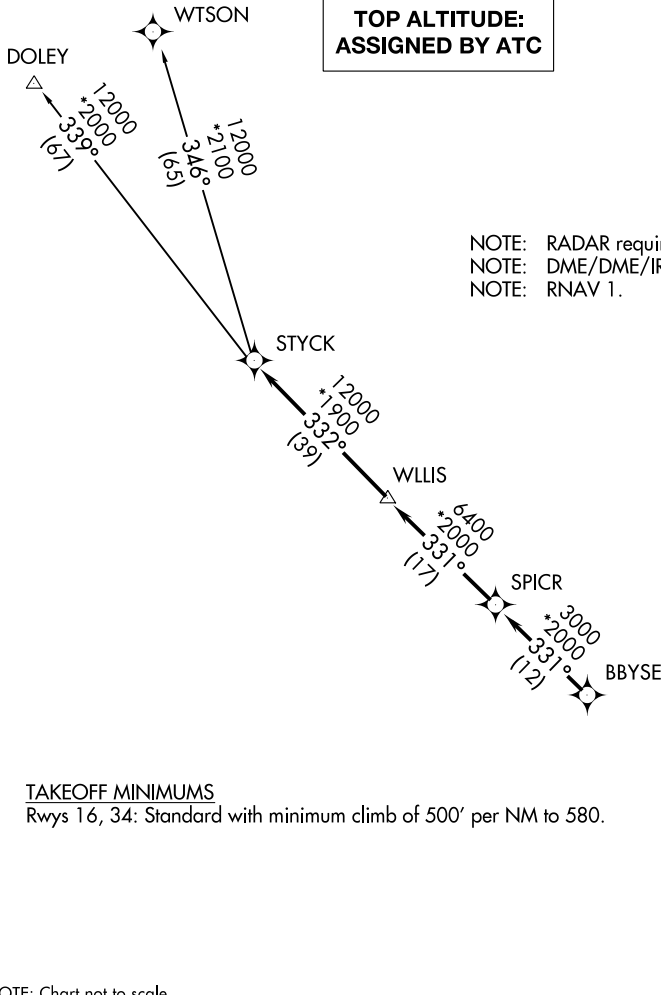 WTSON
TOP ALTITUDE:
ASSIGNED BY ATC
DOLEY
12000
*2000
339°
(67)
12000
*2100
346°
(65)
NOTE: RADAR
NOTE: DME/DME/
NOTE: RNAV 1.
STYCK
12000
*1900
332°
(39)
WLLIS
6400
*2000
331°
(17)
SPICR
3000
*2000
331°
(12)
BBYSE
TAKEOFF MINIMUMS
Rwys 16, 34: Standard with minimum climb of 500' per NM to 580.
Chart not to scale